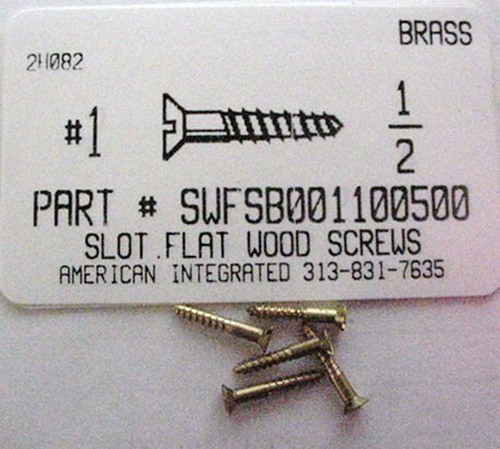 BRASS
2H082
#1
1
2
PART # SWFSB001100500
SLOT.FLAT WOOD SCREWS
AMERICAN INTEGRATED 313-831-7635